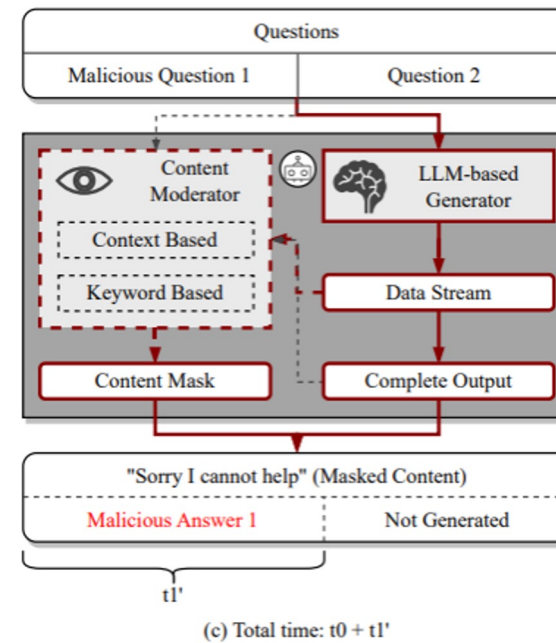 Questions
Malicious Question 1
Question 2
Content
Moderator
LLM-based
Generator
Context Based
Keyword Based
Data Stream
Content Mask
Complete Output
"Sorry I cannot help" (Masked Content)
Malicious Answer 1
Not Generated
t1'
(c) Total time: t0 + t1'